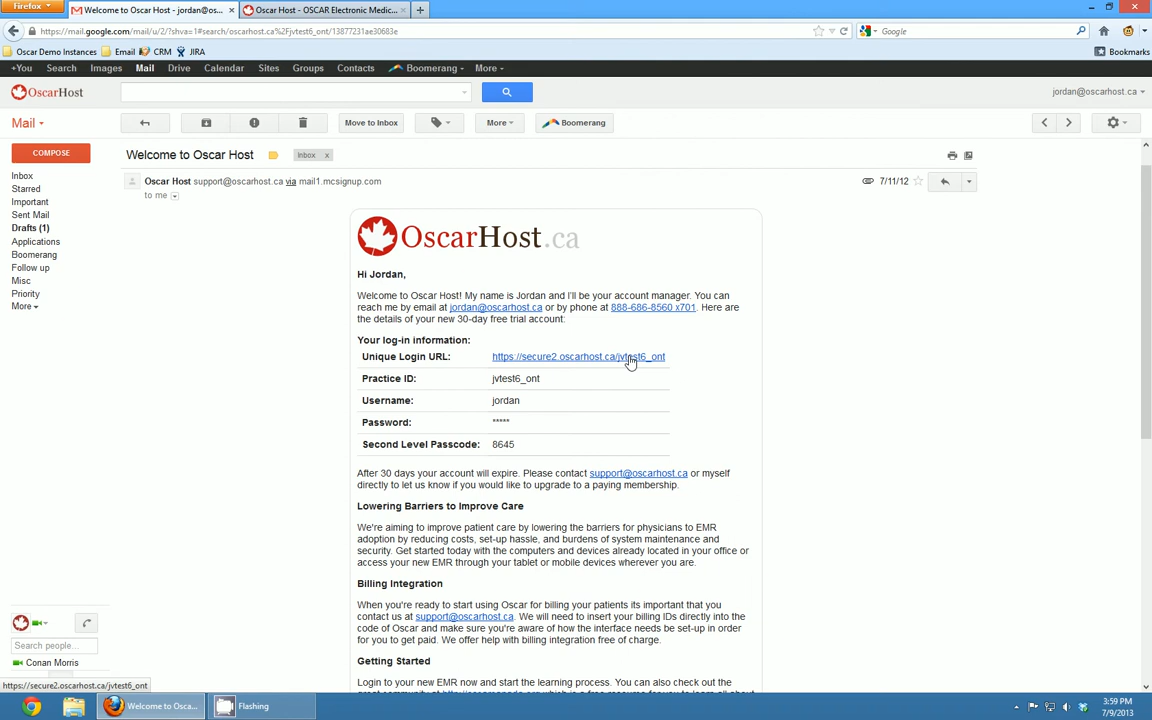 Firefox
Welcome to Oscar Host - jordan@os...
Oscar Host - OSCAR Electronic Medic...
https://mail.google.com/mail/u/2/?shva=1#search/oscarhost.ca%2Fjvtest6_ont/13877231ae30683e
Google
Oscar Demo Instances Email CRM JIRA
Bookmarks
+You Search Images Mail Drive Calendar Sites Groups Contacts Boomerang More
OscarHost
jordan@oscarhost.ca
Mail
Move to Inbox
More
Boomerang
COMPOSE
Welcome to Oscar Host
Inbox x
Oscar Host support@oscarhost.ca via mail1.mcsignup.com
7/11/12
to me
Inbox
Starred
Important
Sent Mail
Drafts (1)
Applications
Boomerang
Follow up
Misc
Priority
More
OscarHost.ca
Hi Jordan,
Welcome to Oscar Host! My name is Jordan and I'll be your account manager. You can
reach me by email at jordan@oscarhost.ca or by phone at 888-686-8560 x701. Here are
the details of your new 30-day free trial account:
Your log-in information:
Unique Login URL: https://secure2.oscarhost.ca/jvtest6_ont
Practice ID: jvtest6_ont
Username: jordan
Password: *****
Second Level Passcode: 8645
After 30 days your account will expire. Please contact support@oscarhost.ca or myself
directly to let us know if you would like to upgrade to a paying membership.
Lowering Barriers to Improve Care
We're aiming to improve patient care by lowering the barriers for physicians to EMR
adoption by reducing costs, set-up hassle, and burdens of system maintenance and
security. Get started today with the computers and devices already located in your office or
access your new EMR through your tablet or mobile devices wherever you are.
Billing Integration
When you're ready to start using Oscar for billing your patients its important that you
contact us at support@oscarhost.ca. We will need to insert your billing IDs directly into the
code of Oscar and make sure you're aware of how the interface needs be set-up in order
for you to get paid. We offer help with billing integration free of charge.
Getting Started
Login to your new EMR now and start the learning process. You can also check out the
Search people...
Conan Morris
https://secure2.oscarhost.ca/jvtest6_ont
Welcome to Osca...
Flashing
3:59 PM
7/9/2013